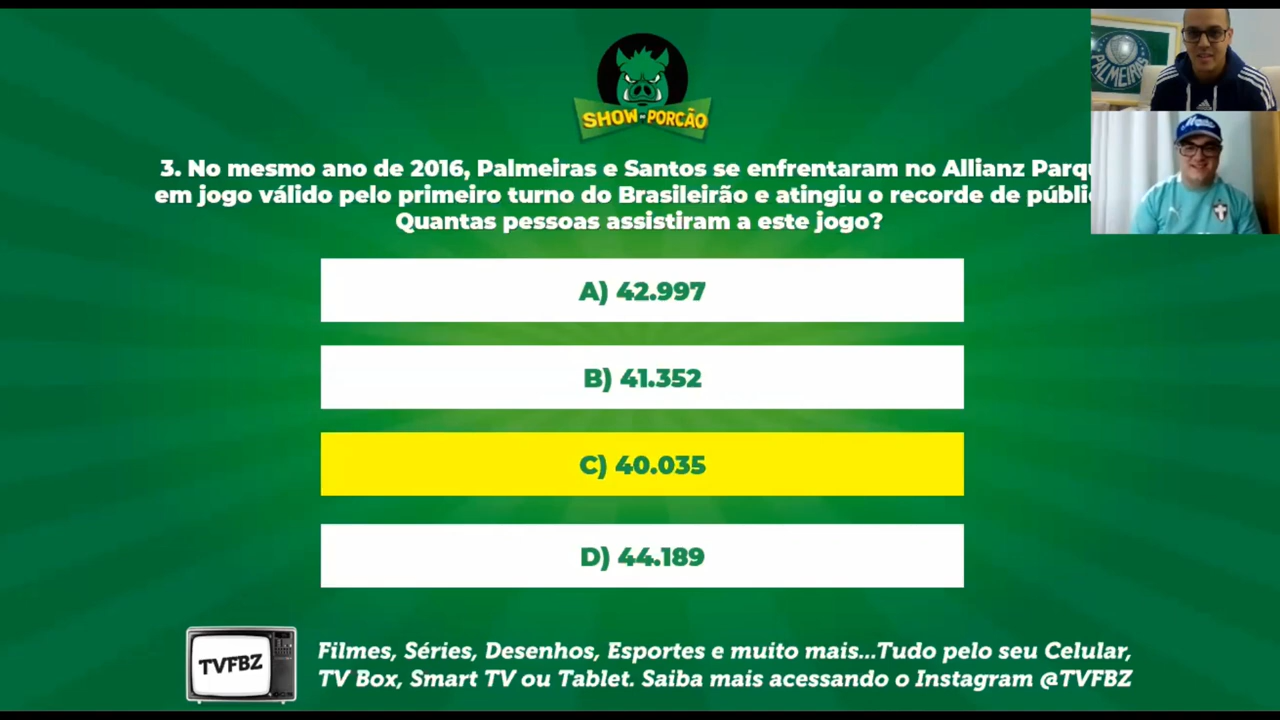 SHOW-PORCÃO
PALMEIRAS
3. No mesmo ano de 2016, Palmeiras e Santos se enfrentaram no Allianz Parqu
em jogo válido pelo primeiro turno do Brasileirão e atingiu o recorde de públi
Quantas pessoas assistiram a este jogo?
A) 42.997
B) 41.352
C) 40.035
D) 44.189
TVFBZ
Filmes, Séries, Desenhos, Esportes e muito mais...Tudo pelo seu Celular,
TV Box, Smart TV ou Tablet. Saiba mais acessando o Instagram @TVFBZ